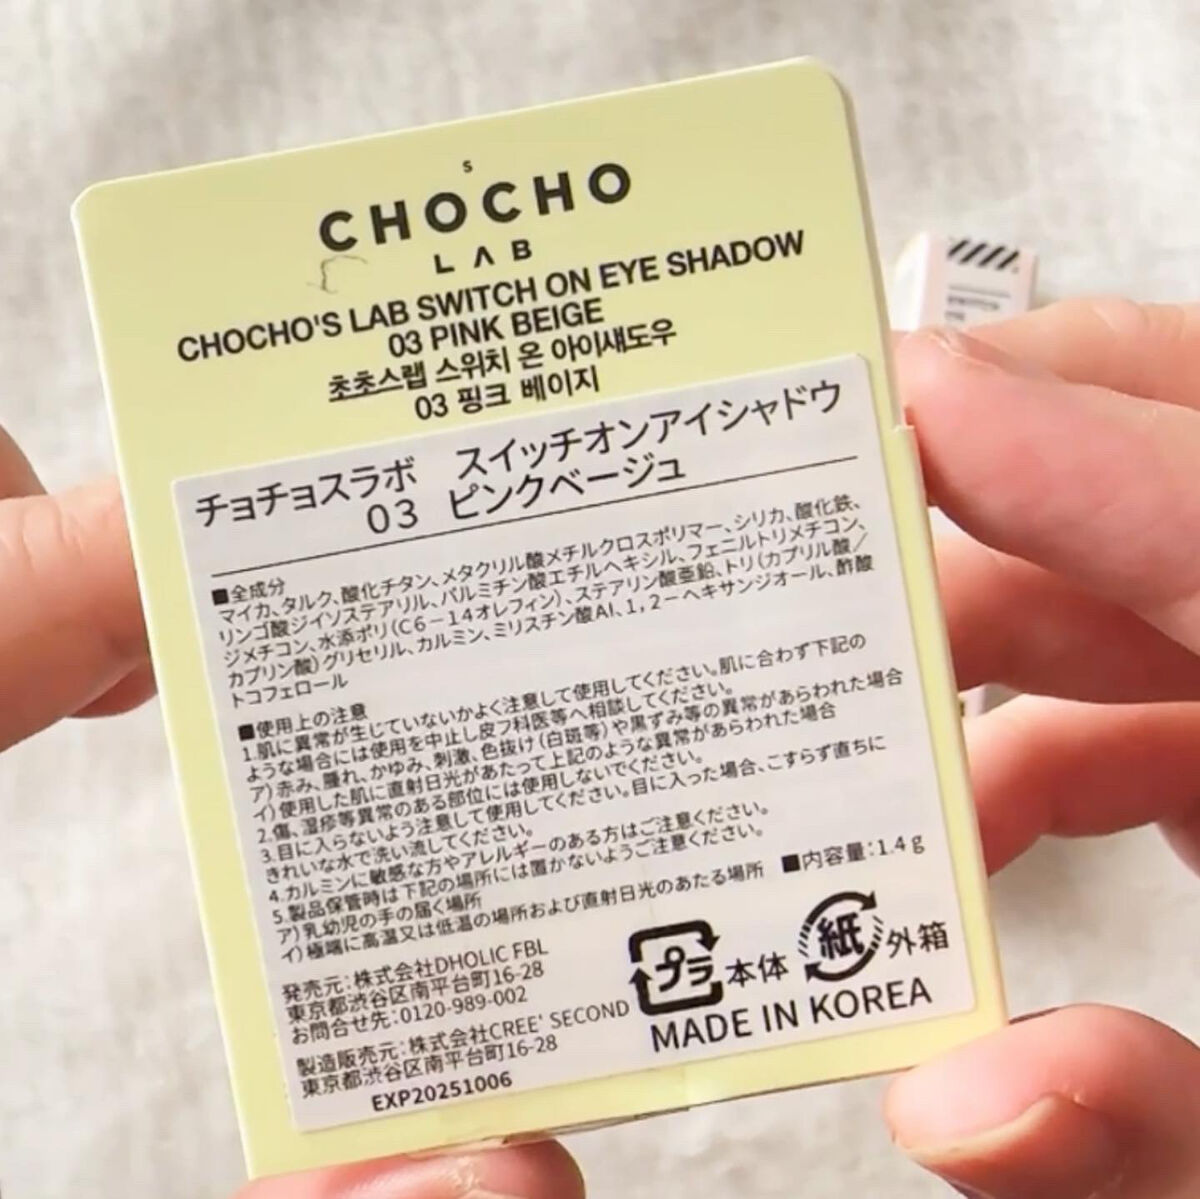 S
CHOCHO
LAB
CHOCHO'S LAB SWITCH ON EYE SHADOW
03 PINK BEIGE
초초스랩 스위치 온 아이섀도우
03 핑크 베이지
チョチョスラボ　スイッチオンアイシャドウ
03　ピンクベージュ
■全成分
マイカ、タルク、酸化チタン、メタクリル酸メチルクロスポリマー、シリカ、酸化鉄、
リンゴ酸ジイソステアリル、パルミチン酸エチルヘキシル、フェニルトリメチコン、
ジメチコン、水添ポリ(C6-14オレフィン)、ステアリン酸亜鉛、トリ(カプリル酸/
カプリン酸)グリセリル、カルミン、ミリスチン酸Al、1,2-ヘキサンジオール、酢酸
トコフェロール
■使用上の注意
1.肌に異常が生じていないかよく注意して使用してください。肌に合わず下記の
ような場合には使用を中止し皮フ科医等へ相談してください。
ア)赤み、腫れ、かゆみ、刺激、色抜け(白斑等)や黒ずみ等の異常があらわれた場合
イ)使用した肌に直射日光があたって上記のような異常があらわれた場合
2.傷、湿疹等異常のある部位には使用しないでください。
3.目に入らないよう注意して使用してください。目に入った場合、こすらず直ちに
きれいな水で洗い流してください。
4.カルミンに敏感な方やアレルギーのある方はご注意ください。
5.製品保管時は下記の場所には置かないようご注意ください。
ア)乳幼児の手の届く場所
イ)極端に高温又は低温の場所および直射日光のあたる場所
■内容量:1.4g
発売元:株式会社DHOLIC FBL
東京都渋谷区南平台町16-28
お問合せ先:0120-989-002
製造販売元:株式会社CREE' SECOND
東京都渋谷区南平台町16-28
EXP20251006
プラ 本体 紙 外箱
MADE IN KOREA